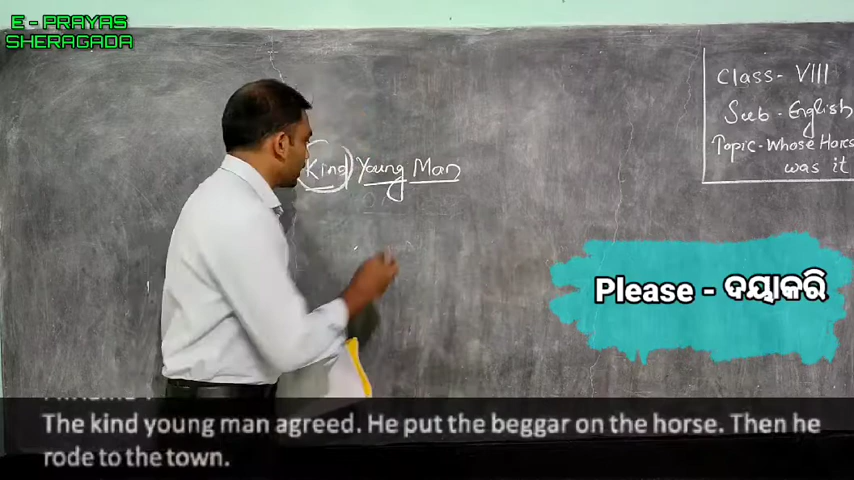 E - PRAYAS
SHERAGADA
Class - VIII
Sub - English
Topic - Whose Hors
was it
Kind Young Man
Please - ଦୟାକରି
The kind young man agreed. He put the beggar on the horse. Then he
rode to the town.